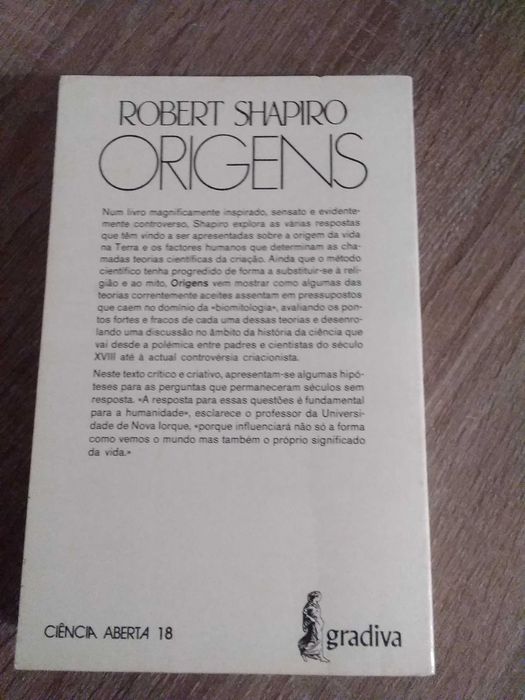 ROBERT SHAPIRO
ORIGENS
Num livro magnificamente inspirado, sensato e evidente-
mente controverso, Shapiro explora as várias respostas
que têm vindo a ser apresentadas sobre a origem da vida
na Terra e os factores humanos que determinam as cha-
madas teorias científicas da criação. Ainda que o método
científico tenha progredido de forma a substituir-se à reli-
gião e ao mito, Origens vem mostrar como algumas das
teorias correntemente aceites assentam em pressupostos
que caem no domínio da «biomitologia», avaliando os pon-
tos fortes e fracos de cada uma dessas teorias e desenro-
lando uma discussão no âmbito da história da ciência que
vai desde a polémica entre padres e cientistas do século
XVIII até à actual controvérsia criacionista.
Neste texto crítico e criativo, apresentam-se algumas hipó-
teses para as perguntas que permaneceram séculos sem
resposta. «A resposta para essas questões é fundamental
para a humanidade», esclarece o professor da Universi-
dade de Nova Iorque, «porque influenciará não só a forma
como vemos o mundo mas também o próprio significado
da vida.»
CIÊNCIA ABERTA 18
gradiva